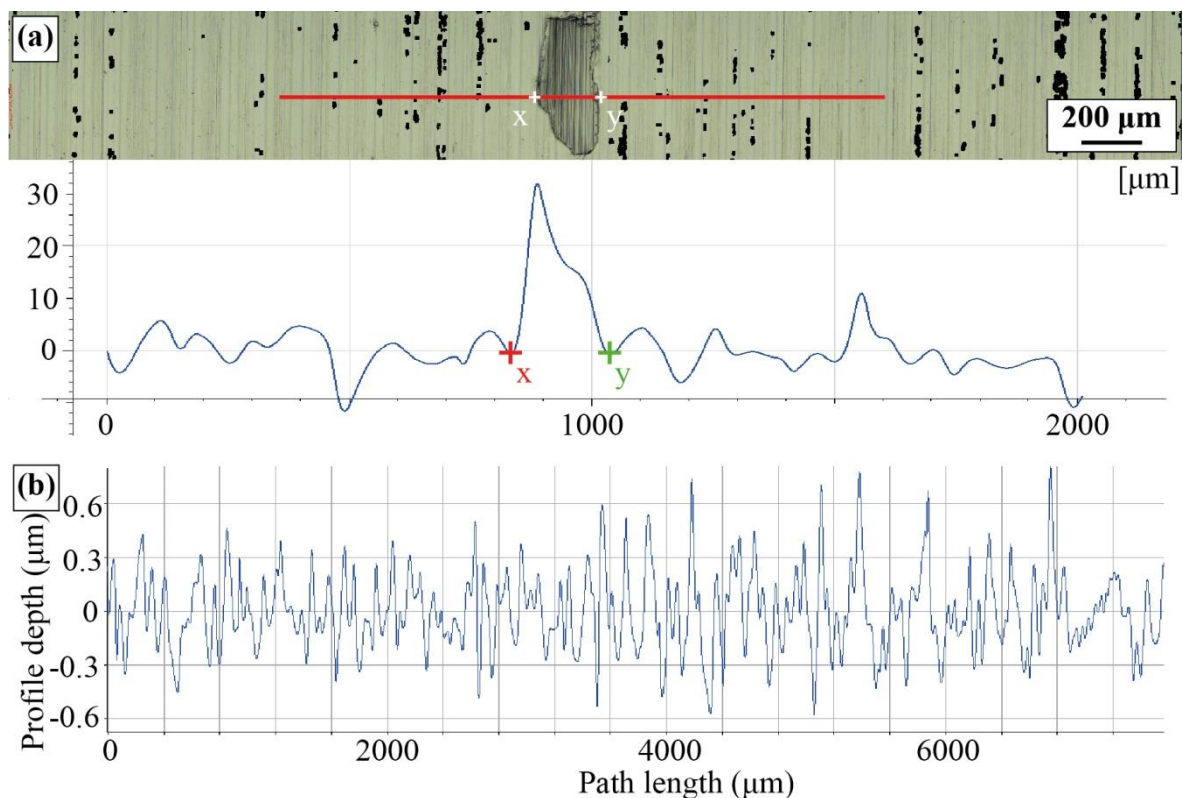 (a)
x y
200 μm
[μm]
30
20
10
0
x
y
0 1000 2000
(b)
0.6
0.3
0
-0.3
-0.6
Profile depth (μm)
0 2000 4000 6000
Path length (μm)